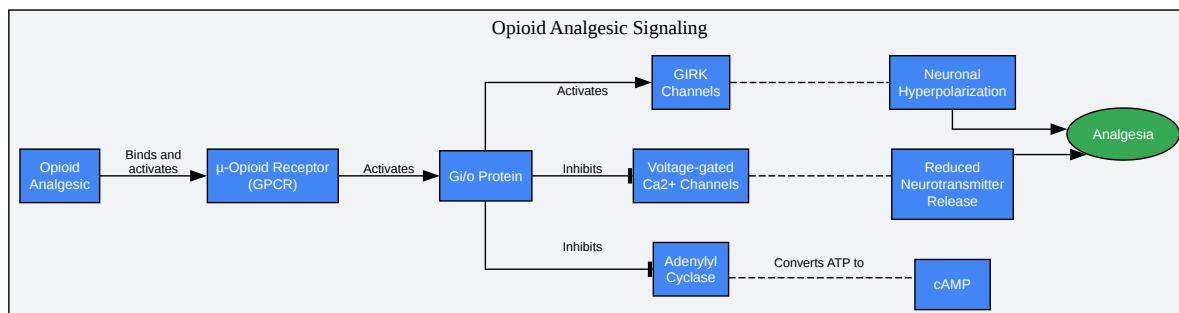 Opioid Analgesic Signaling
GIRK
Channels
Activates
Neuronal
Hyperpolarization
Analgesia
Opioid
Analgesic
Binds and
activates
µ-Opioid Receptor
(GPCR)
Activates
Gi/o Protein
Inhibits
Voltage-gated
Ca2+ Channels
Reduced
Neurotransmitter
Release
Inhibits
Adenylyl
Cyclase
Converts ATP to
cAMP